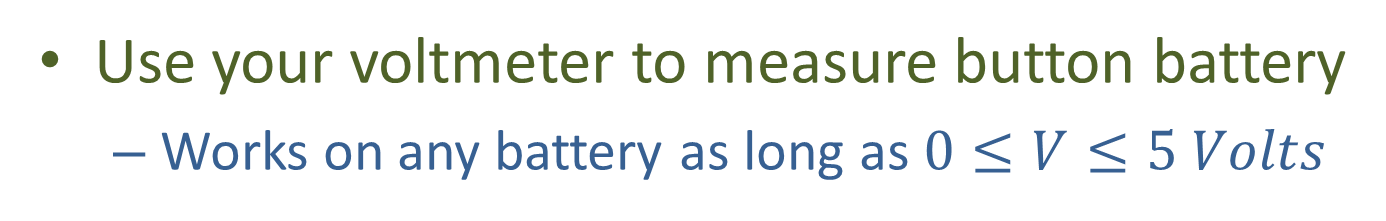 • Use your voltmeter to measure button battery
– Works on any battery as long as 0 ≤ V ≤ 5 Volts